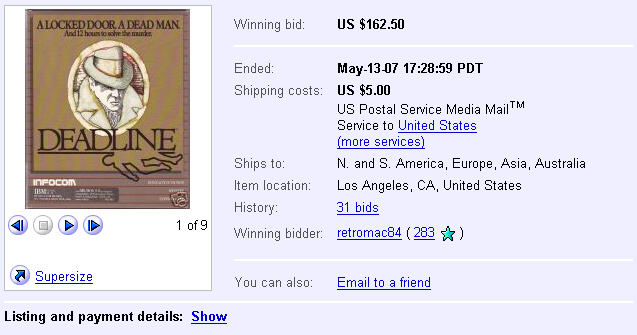 A LOCKED DOOR. A DEAD MAN.
And 12 hours to solve the murder.
DEADLINE
INFOCOM
IBM
1 of 9
Supersize
Winning bid: US $162.50
Ended: May-13-07 17:28:59 PDT
Shipping costs: US $5.00
US Postal Service Media Mail™
Service to United States
(more services)
Ships to: N. and S. America, Europe, Asia, Australia
Item location: Los Angeles, CA, United States
History: 31 bids
Winning bidder: retromac84 ( 283 )
You can also: Email to a friend
Listing and payment details: Show